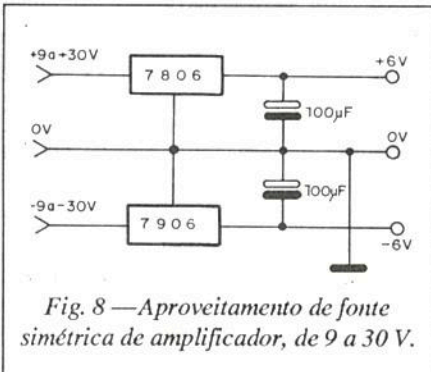 +9a+30V
7806
+6V
100µF
0V
0V
100µF
-9a-30V
7906
-6V
Fig. 8 —Aproveitamento de fonte
simétrica de amplificador, de 9 a 30 V.